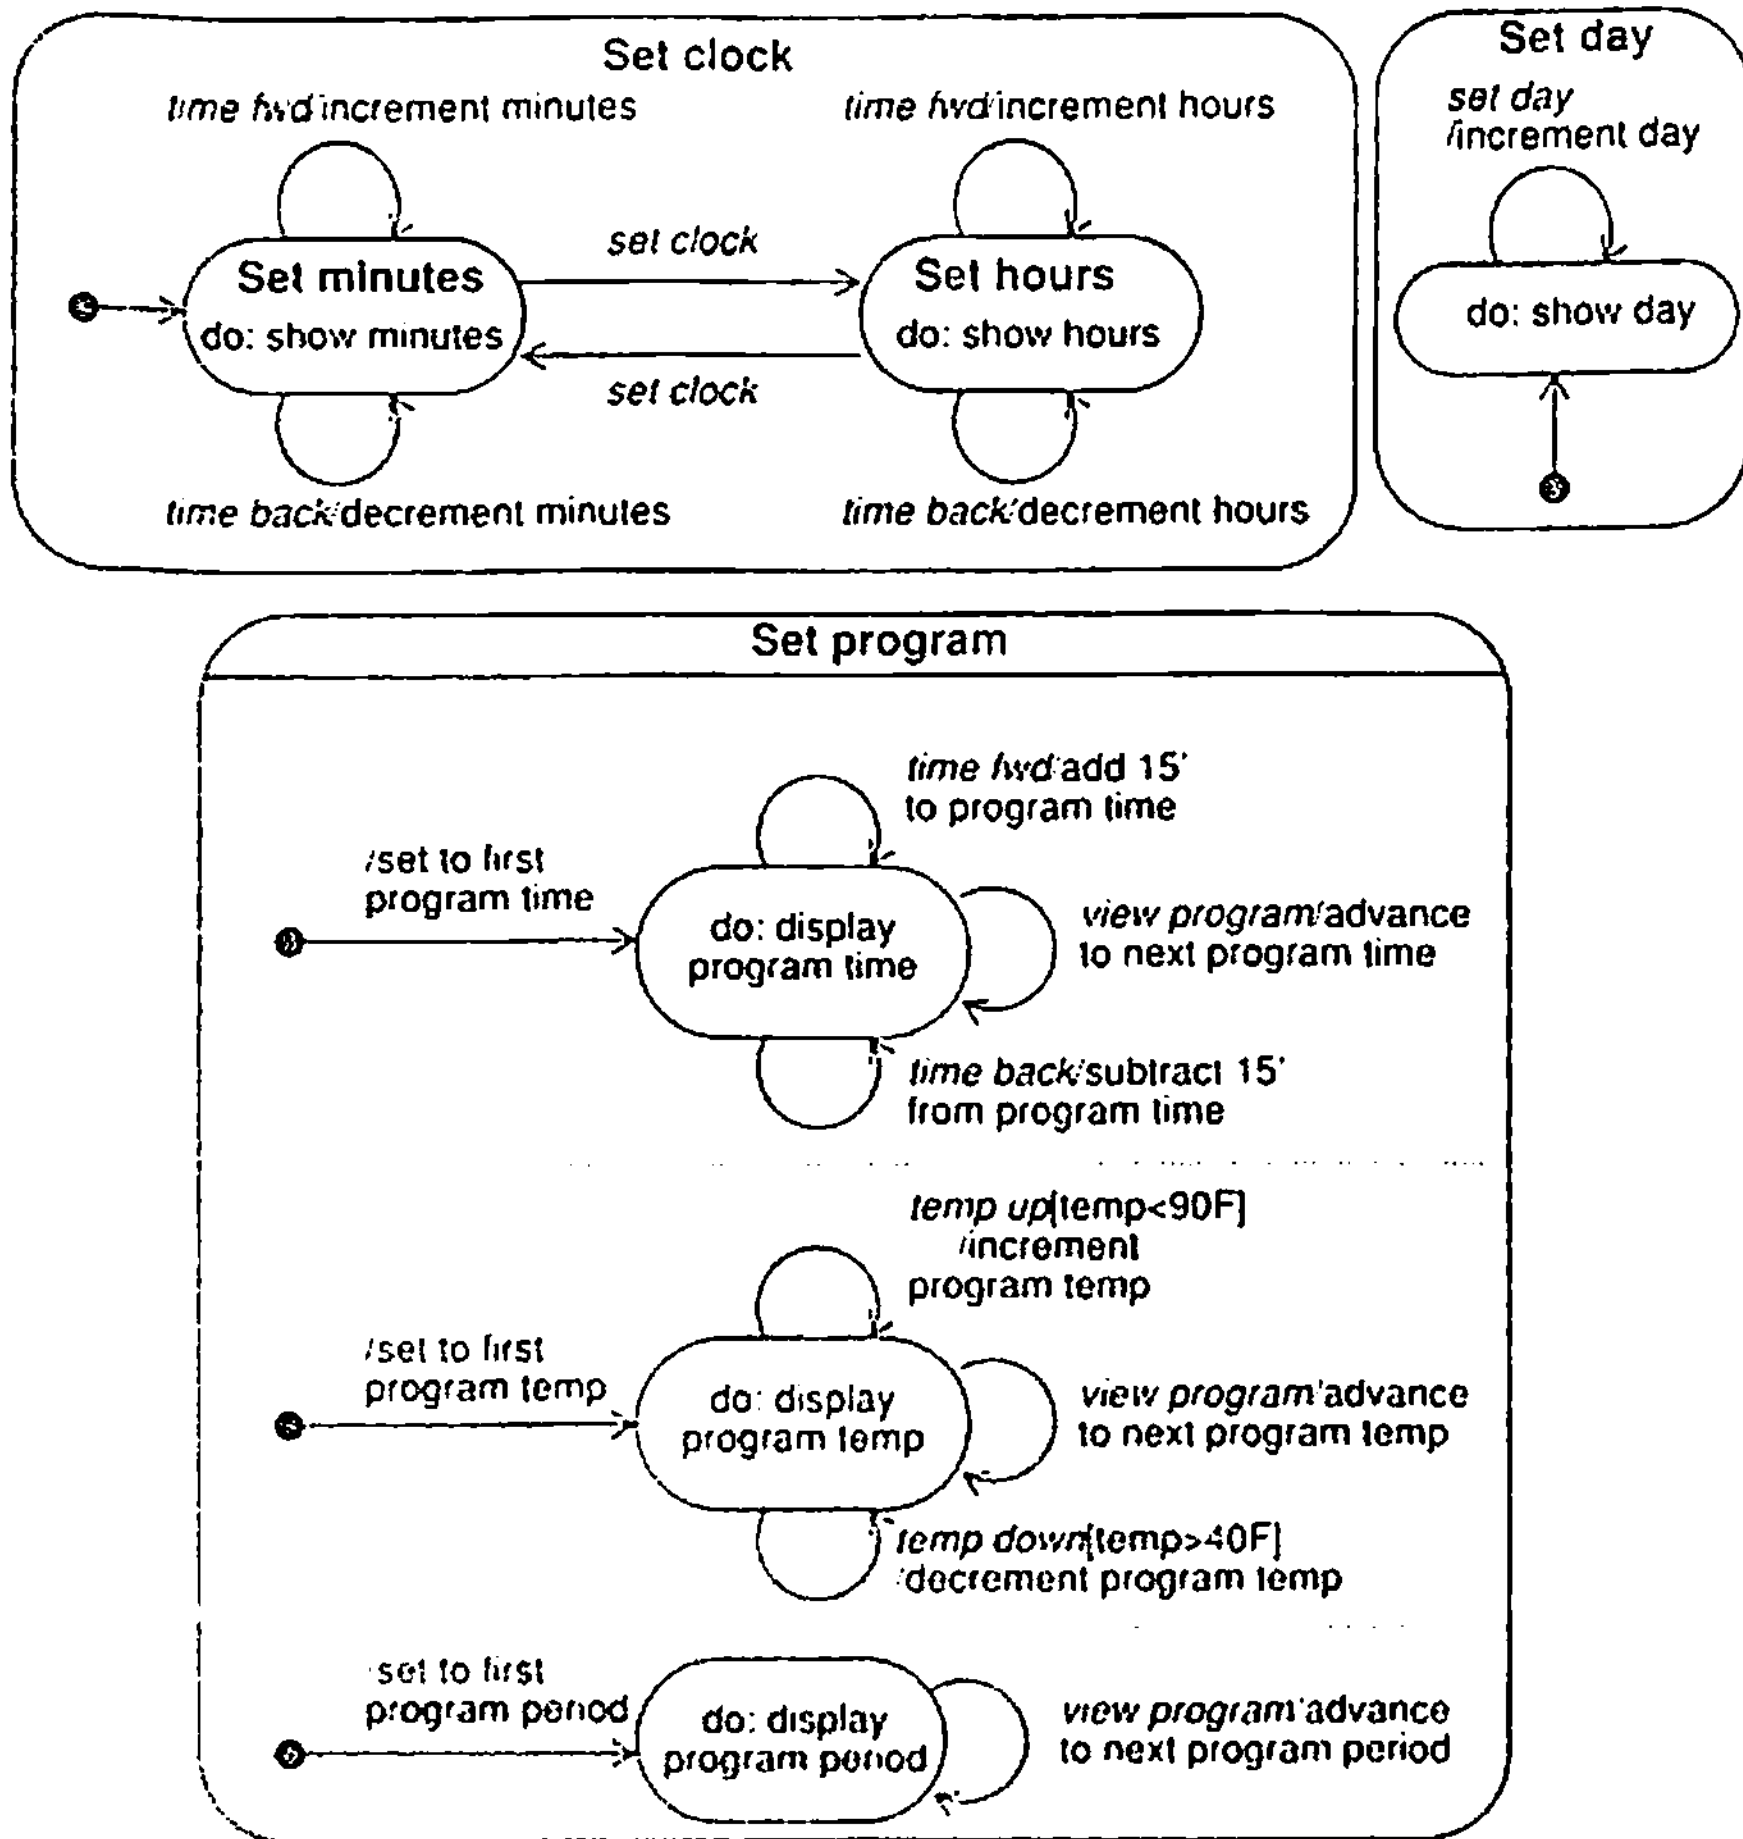 Set clock
time fwd/increment minutes
time fwd/increment hours
set clock
Set minutes
do: show minutes
Set hours
do: show hours
set clock
time back/decrement minutes
time back/decrement hours
Set day
set day
/increment day
do: show day
Set program
time fwd/add 15'
to program time
/set to first
program time
do: display
program time
view program/advance
to next program time
time back/subtract 15'
from program time
temp up[temp<90F]
/increment
program temp
/set to first
program temp
do: display
program temp
view program/advance
to next program temp
temp down[temp>40F]
/decrement program temp
/set to first
program period
do: display
program period
view program/advance
to next program period